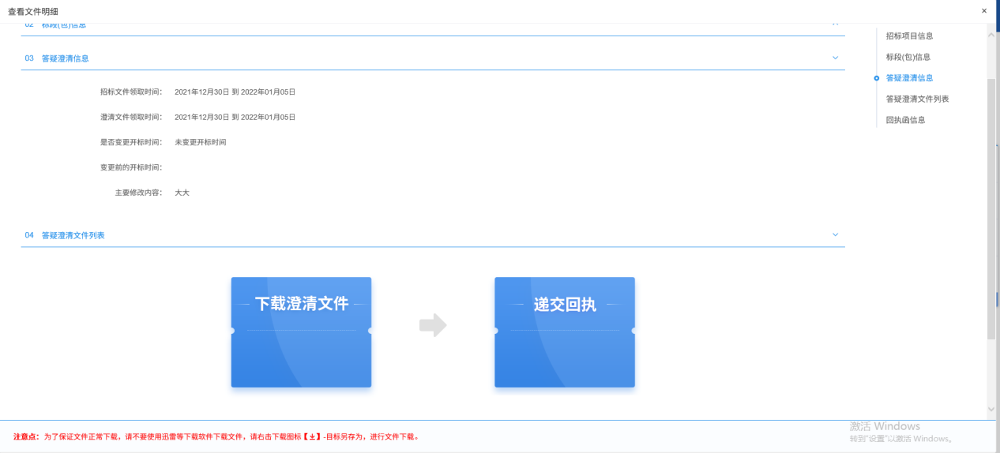 查看文件明细
×
02 标段(包)信息
03 答疑澄清信息
招标文件领取时间： 2021年12月30日 到 2022年01月05日
澄清文件领取时间： 2021年12月30日 到 2022年01月05日
是否变更开标时间： 未变更开标时间
变更前的开标时间：
主要修改内容： 大大
04 答疑澄清文件列表
下载澄清文件
递交回执
招标项目信息
标段(包)信息
答疑澄清信息
答疑澄清文件列表
回执函信息
注意点：为了保证文件正常下载，请不要使用迅雷等下载软件下载文件，请右击下载图标【】-目标另存为，进行文件下载。
激活 Windows
转到"设置"以激活 Windows。